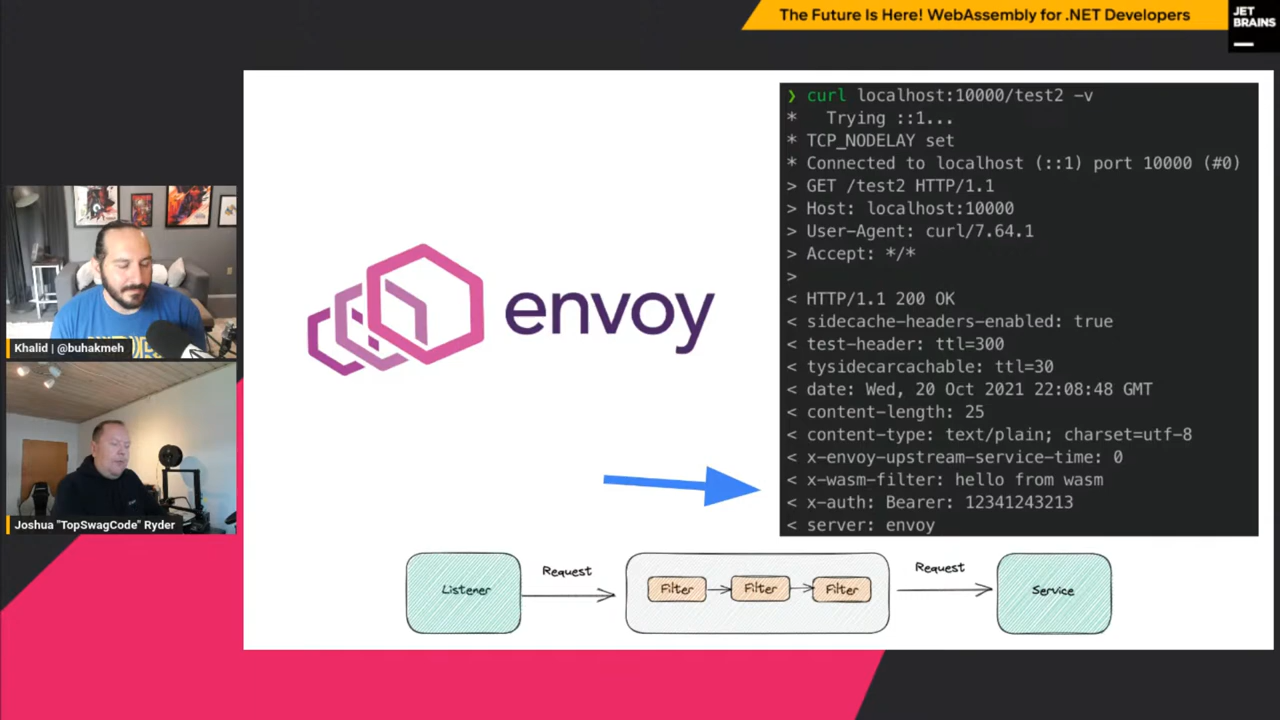 The Future Is Here! WebAssembly for .NET Developers
JET
BRAINS
❯ curl localhost:10000/test2 -v
* Trying ::1...
* TCP_NODELAY set
* Connected to localhost (::1) port 10000 (#0)
> GET /test2 HTTP/1.1
> Host: localhost:10000
> User-Agent: curl/7.64.1
> Accept: */*
>
< HTTP/1.1 200 OK
< sidecache-headers-enabled: true
< test-header: ttl=300
< tysidecarcachable: ttl=30
< date: Wed, 20 Oct 2021 22:08:48 GMT
< content-length: 25
< content-type: text/plain; charset=utf-8
< x-envoy-upstream-service-time: 0
< x-wasm-filter: hello from wasm
< x-auth: Bearer: 12341243213
< server: envoy
envoy
Khalid | @buhakmeh
Joshua "TopSwagCode" Ryder
Listener
Request
Filter
Filter
Filter
Request
Service